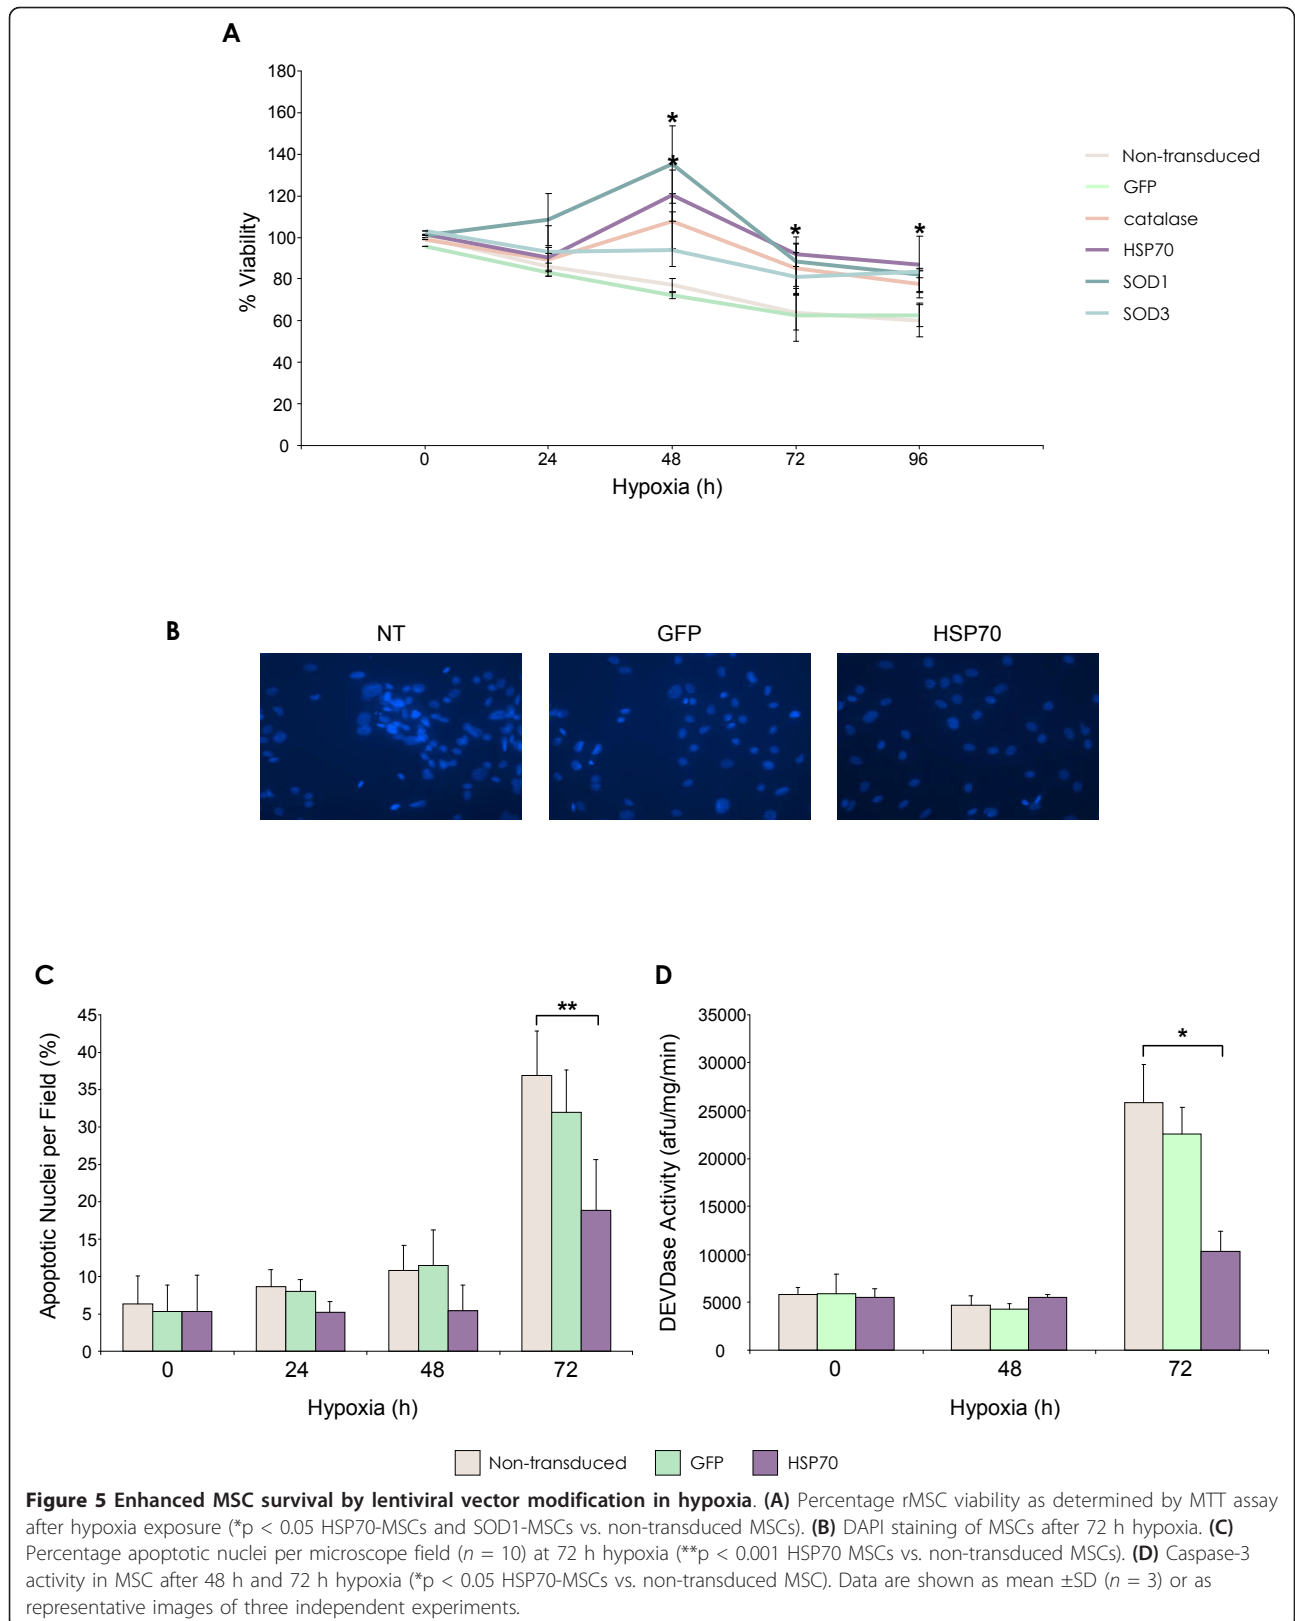 A
% Viability
180
160
140
120
100
80
60
40
20
0
*
*
*
*
0 24 48 72 96
Hypoxia (h)
Non-transduced
GFP
catalase
HSP70
SOD1
SOD3
B
NT GFP HSP70
C
Apoptotic Nuclei per Field (%)
45
40
35
30
25
20
15
10
5
0
**
0 24 48 72
Hypoxia (h)
D
DEVDase Activity (afu/mg/min)
35000
30000
25000
20000
15000
10000
5000
0
*
0 48 72
Hypoxia (h)
Non-transduced GFP HSP70
Figure 5 Enhanced MSC survival by lentiviral vector modification in hypoxia. (A) Percentage rMSC viability as determined by MTT assay
after hypoxia exposure (*p < 0.05 HSP70-MSCs and SOD1-MSCs vs. non-transduced MSCs). (B) DAPI staining of MSCs after 72 h hypoxia. (C)
Percentage apoptotic nuclei per microscope field (n = 10) at 72 h hypoxia (**p < 0.001 HSP70 MSCs vs. non-transduced MSCs). (D) Caspase-3
activity in MSC after 48 h and 72 h hypoxia (*p < 0.05 HSP70-MSCs vs. non-transduced MSC). Data are shown as mean ±SD (n = 3) or as
representative images of three independent experiments.